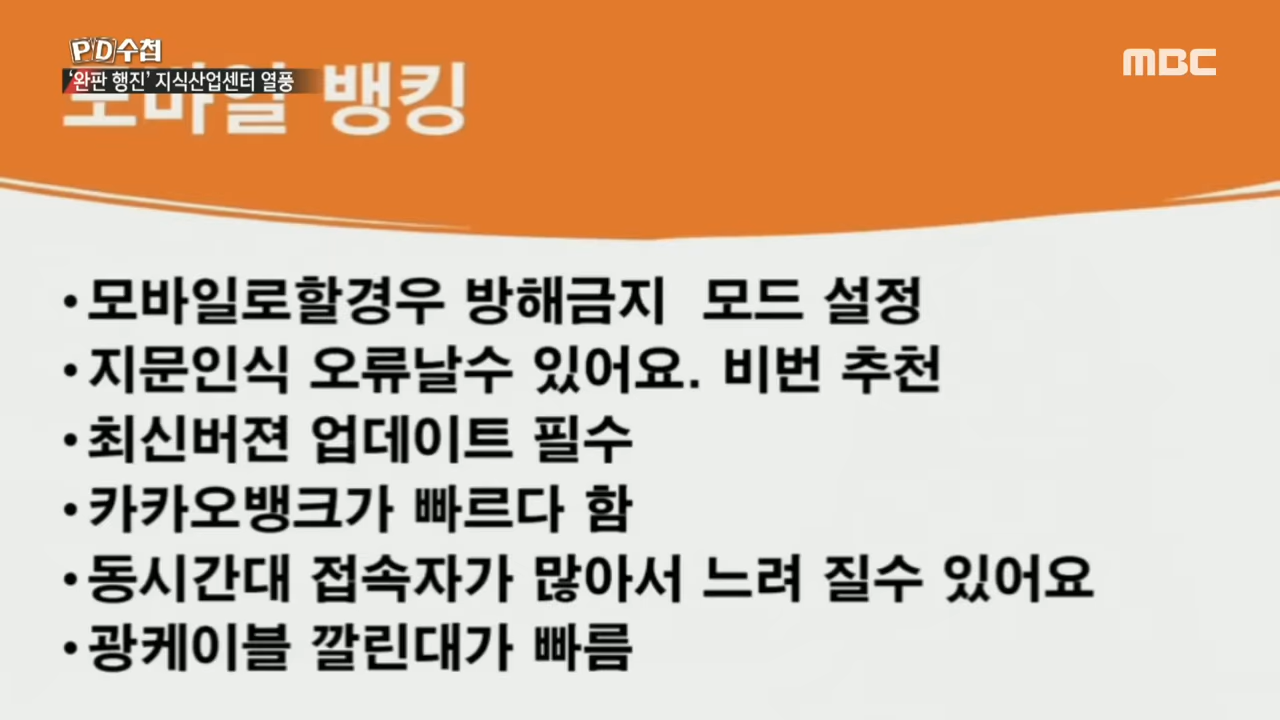 PD수첩
‘완판 행진’ 지식산업센터 열풍
MBC
모바일 뱅킹
•모바일로할경우 방해금지 모드 설정
•지문인식 오류날수 있어요. 비번 추천
•최신버젼 업데이트 필수
•카카오뱅크가 빠르다 함
•동시간대 접속자가 많아서 느려 질수 있어요
•광케이블 깔린대가 빠름